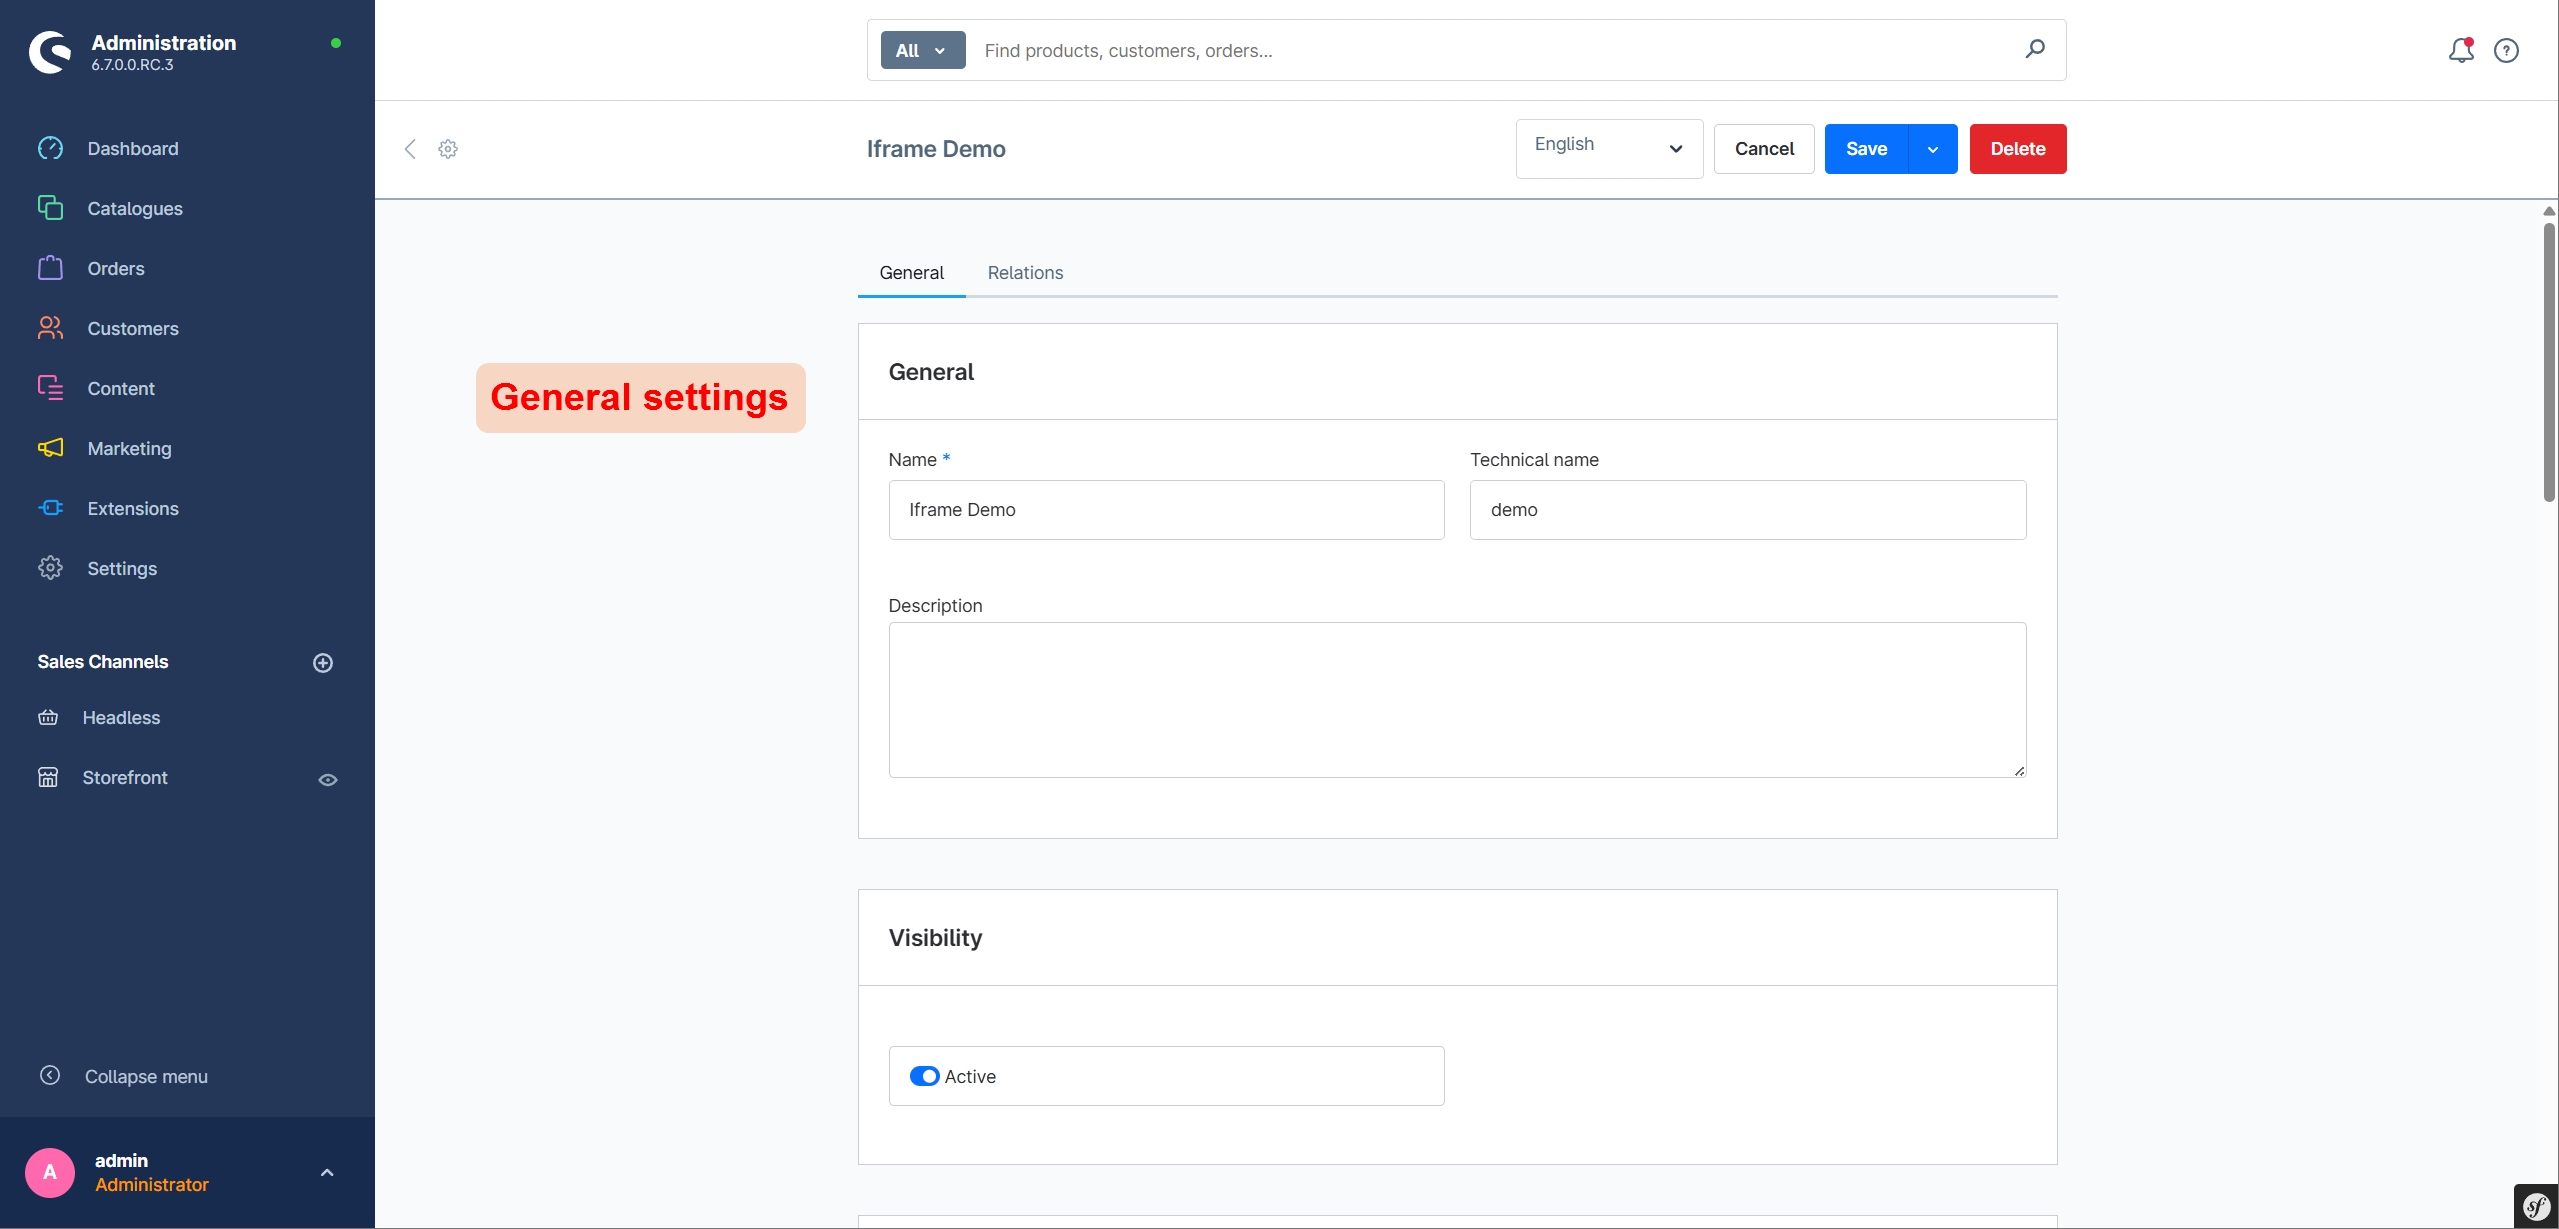 Administration
6.7.0.0.RC.3
All
Find products, customers, orders...
Dashboard
Catalogues
Orders
Customers
Content
Marketing
Extensions
Settings
Sales Channels
Headless
Storefront
Collapse menu
A
admin
Administrator
Iframe Demo
English
Cancel
Save
Delete
General
Relations
General settings
General
Name *
Technical name
Iframe Demo
demo
Description
Visibility
Active
sf